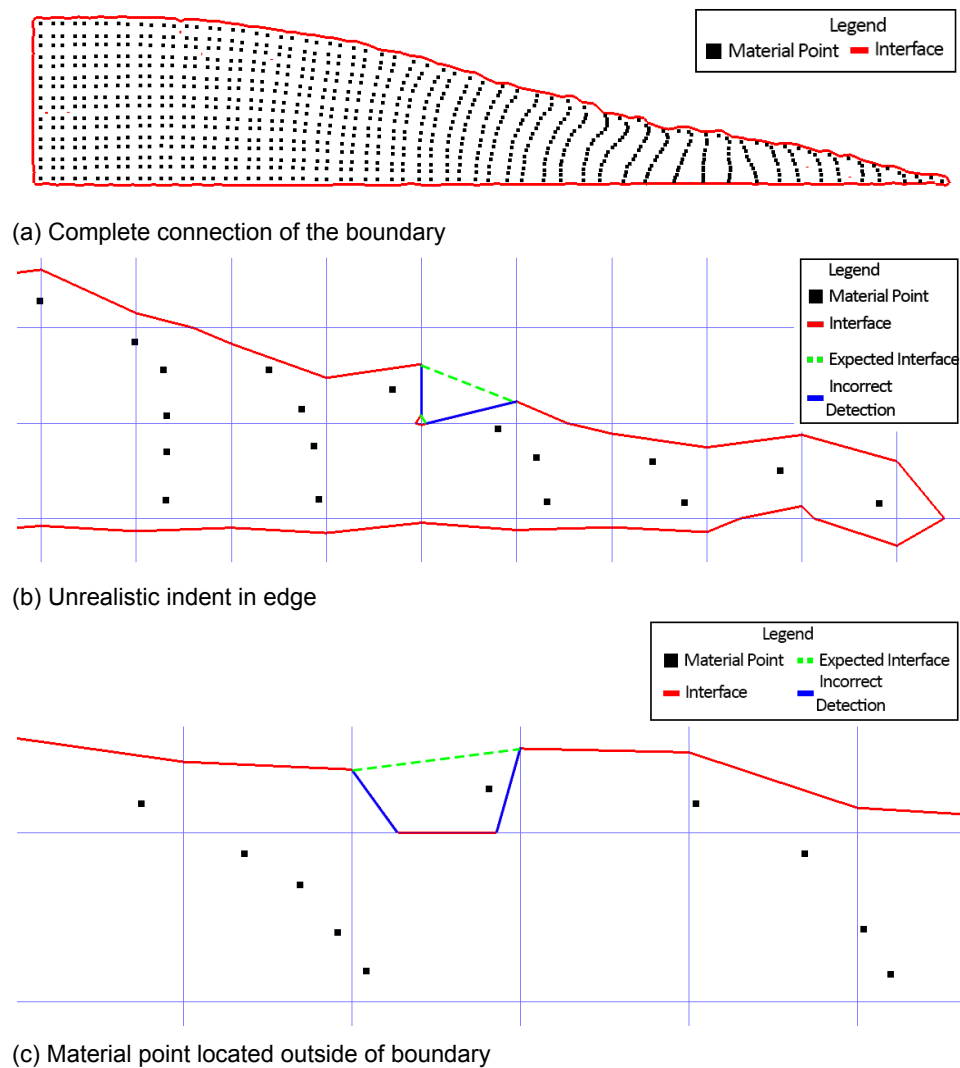 Legend
Material Point Interface
(a) Complete connection of the boundary
Legend
Material Point
Interface
Expected Interface
Incorrect
Detection
(b) Unrealistic indent in edge
Legend
Material Point Expected Interface
Interface Incorrect
Detection
(c) Material point located outside of boundary